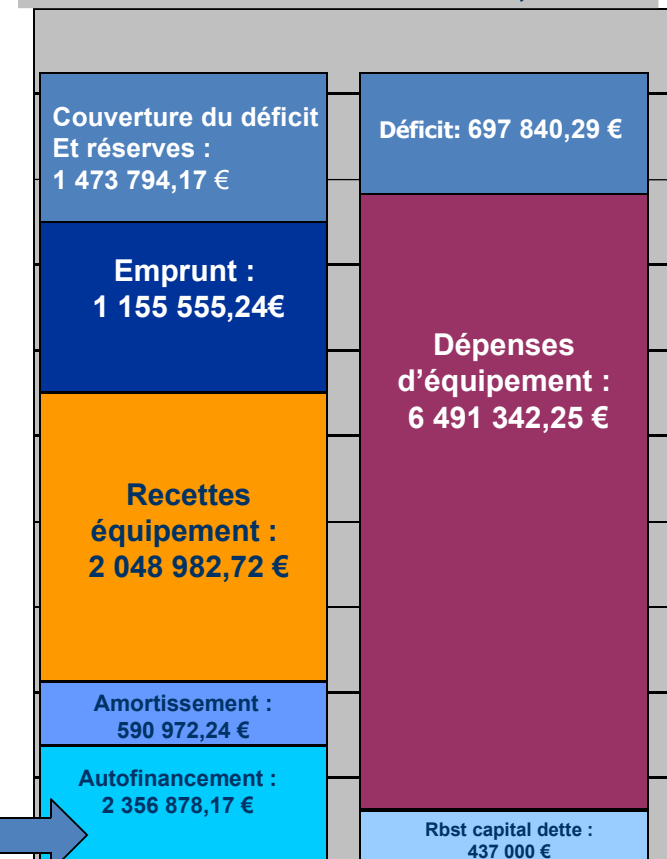 Couverture du déficit
Et réserves :
1 473 794,17 €
Emprunt :
1 155 555,24€
Recettes
équipement :
2 048 982,72 €
Amortissement :
590 972,24 €
Autofinancement :
2 356 878,17 €
Déficit: 697 840,29 €
Dépenses
d’équipement :
6 491 342,25 €
Rbst capital dette :
437 000 €